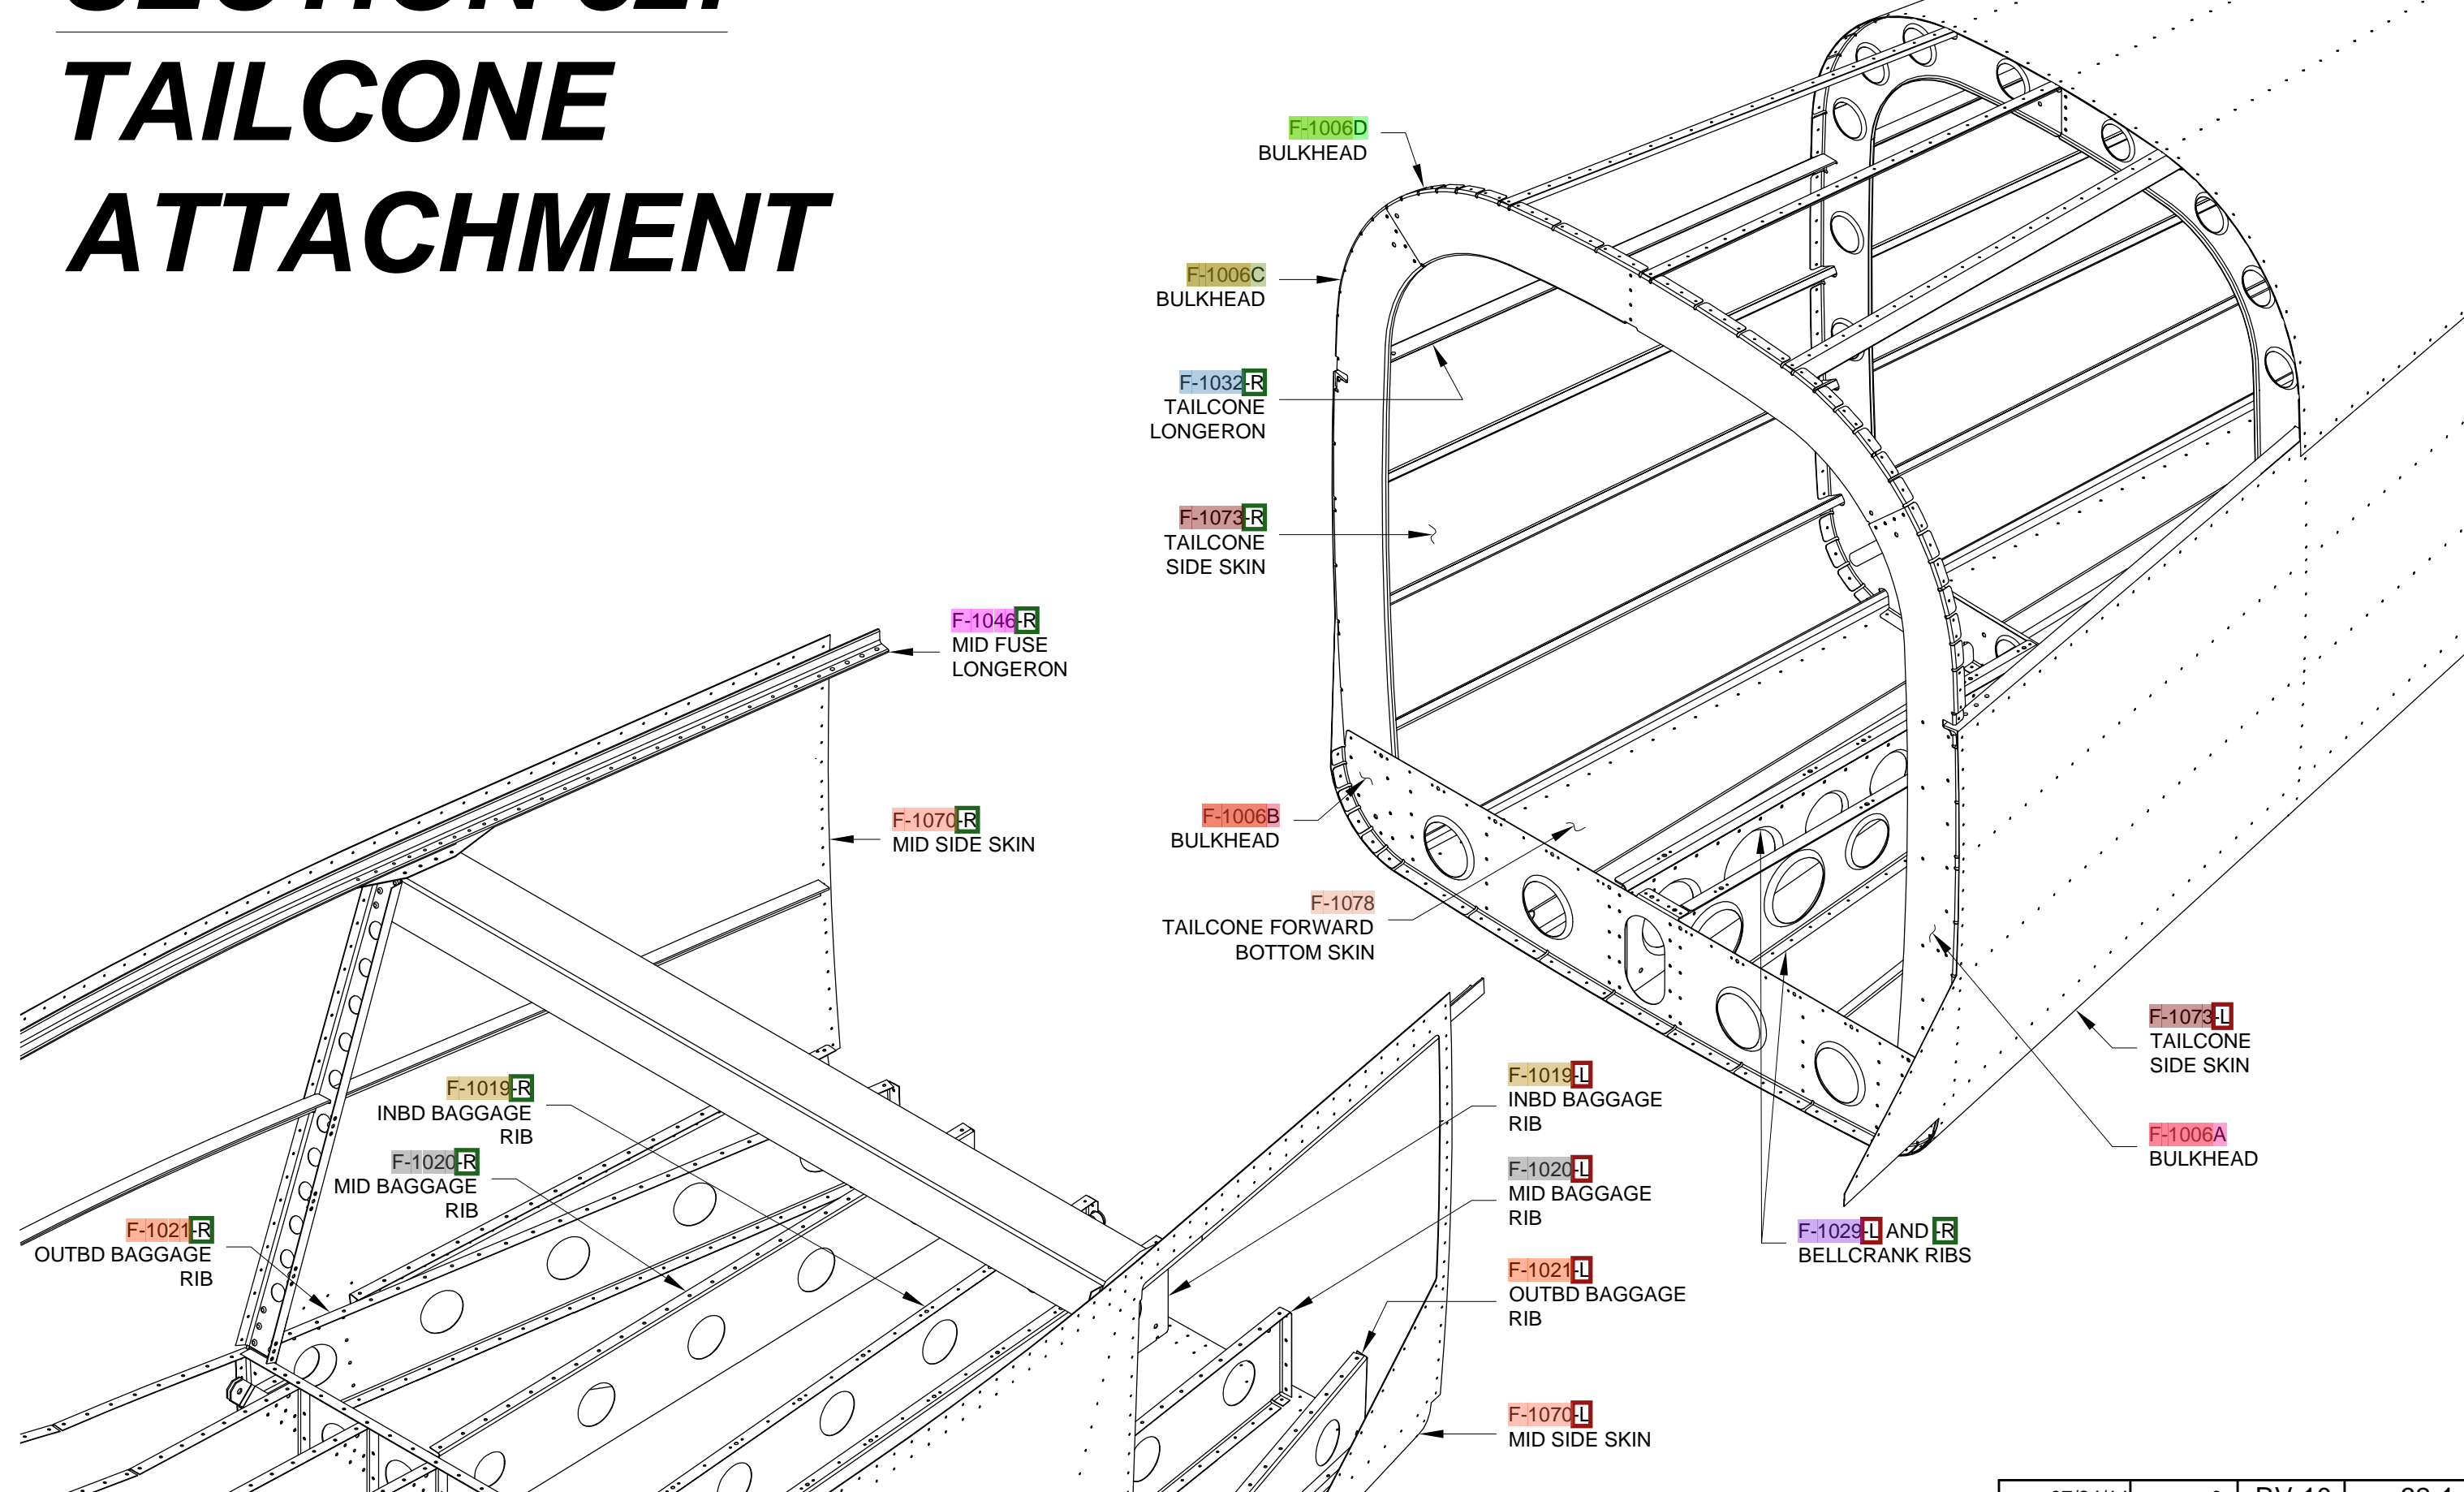 TAILCONE
ATTACHMENT
F-1006D
BULKHEAD
F-1006C
BULKHEAD
F-1032-R
TAILCONE
LONGERON
F-1073-R
TAILCONE
SIDE SKIN
F-1046-R
MID FUSE
LONGERON
F-1070-R
MID SIDE SKIN
F-1006B
BULKHEAD
F-1078
TAILCONE FORWARD
BOTTOM SKIN
F-1073-L
TAILCONE
SIDE SKIN
F-1006A
BULKHEAD
F-1029-L AND -R
BELLCRANK RIBS
F-1019-R
INBD BAGGAGE
RIB
F-1020-R
MID BAGGAGE
RIB
F-1021-R
OUTBD BAGGAGE
RIB
F-1019-L
INBD BAGGAGE
RIB
F-1020-L
MID BAGGAGE
RIB
F-1021-L
OUTBD BAGGAGE
RIB
F-1070-L
MID SIDE SKIN
RV-10